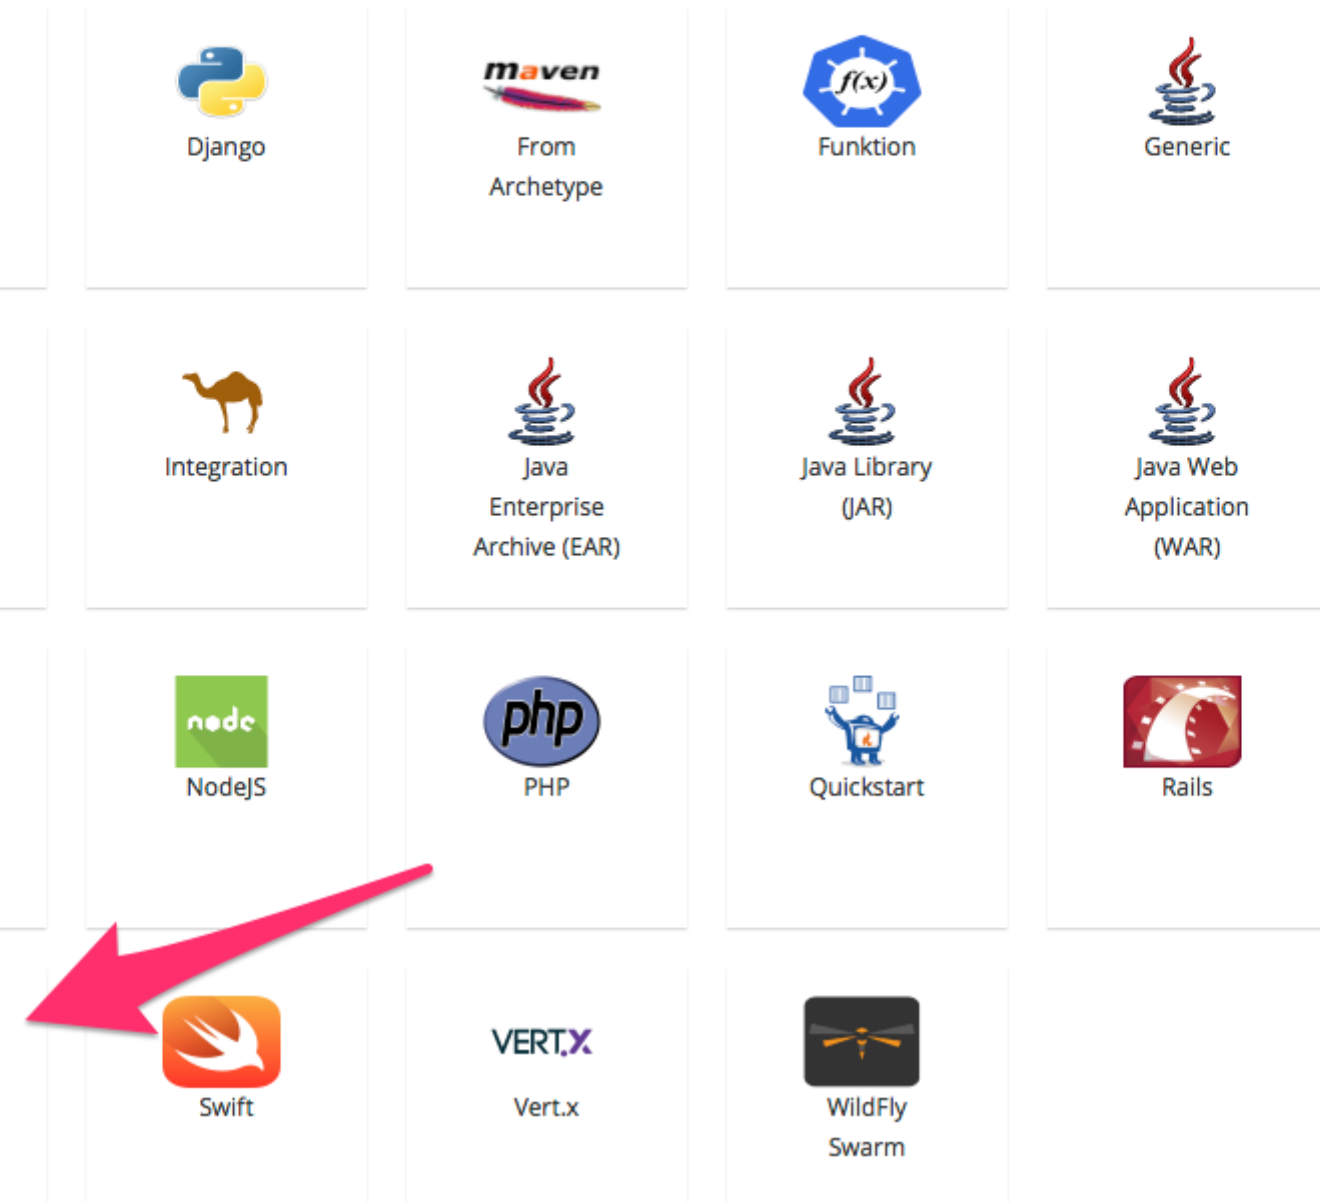 maven
f(x)
Django
From
Archetype
Funktion
Generic
Integration
Java
Enterprise
Archive (EAR)
Java Library
(JAR)
Java Web
Application
(WAR)
node
php
NodeJS
PHP
Quickstart
Rails
VERT.X
Swift
Vert.x
WildFly
Swarm